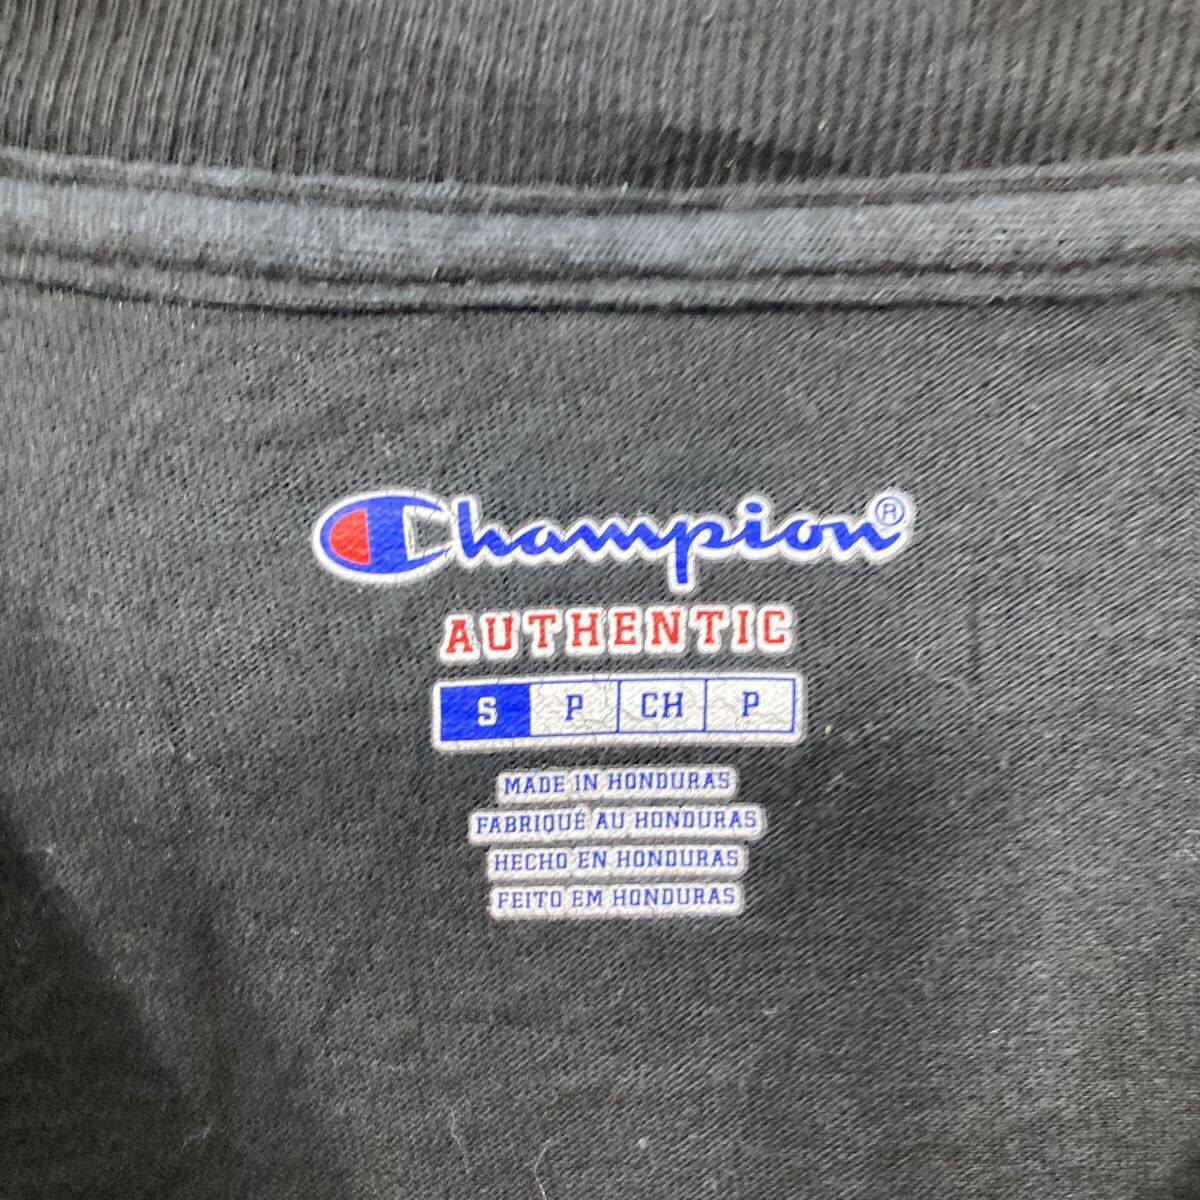 Champion®
AUTHENTIC
S P CH P
MADE IN HONDURAS
FABRIQUÉ AU HONDURAS
HECHO EN HONDURAS
FEITO EM HONDURAS